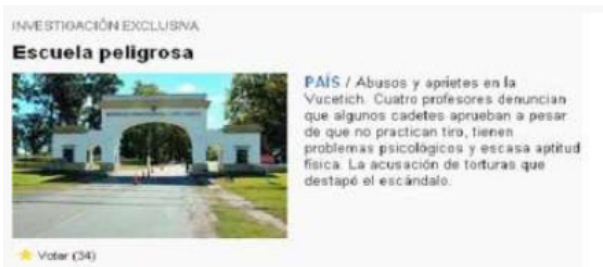 INVESTIGACIÓN EXCLUSIVA
Escuela peligrosa
PAÍS / Abusos y aprietes en la
Vucetich. Cuatro profesores denuncian
que algunos cadetes aprueban a pesar
de que no practican tiro, tienen
problemas psicológicos y escasa aptitud
física. La acusación de torturas que
destapó el escándalo.
Votar (34)